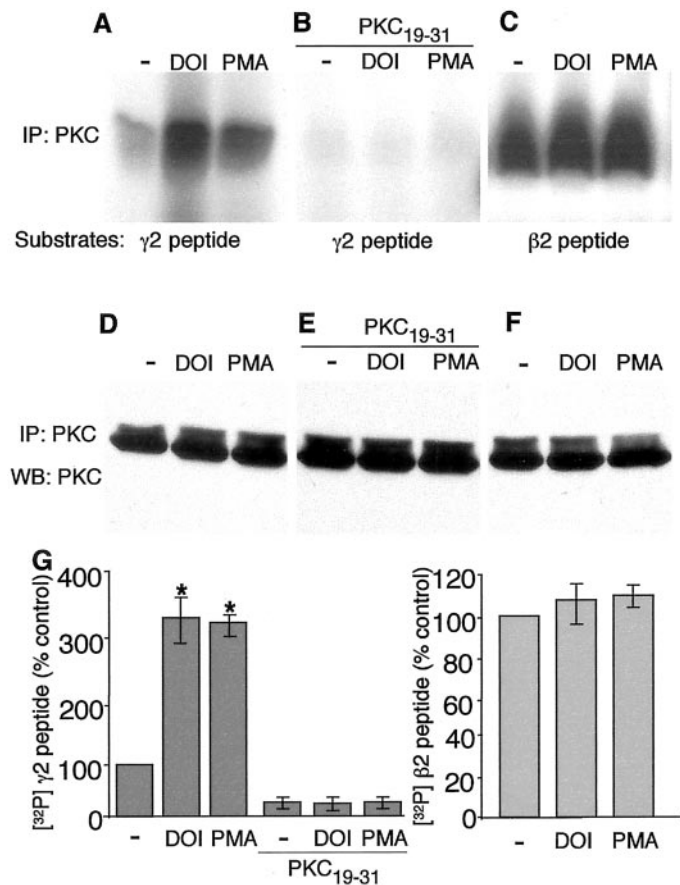 A B PKC19-31 C
- DOI PMA - DOI PMA - DOI PMA
IP: PKC
Substrates: γ2 peptide γ2 peptide β2 peptide
D E PKC19-31 F
- DOI PMA - DOI PMA - DOI PMA
IP: PKC
WB: PKC
G
[32P] γ2 peptide (% control)
400
300
200
100
0
* *
- DOI PMA - DOI PMA
PKC19-31
[32P] β2 peptide (% control)
120
100
80
60
40
20
0
- DOI PMA